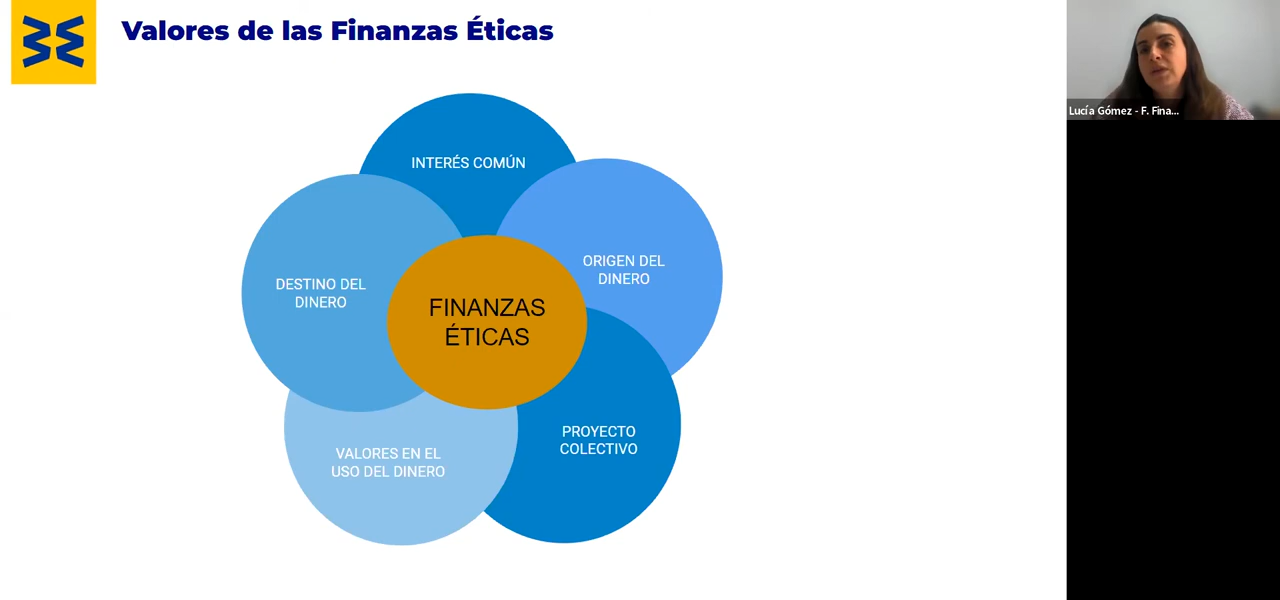 Valores de las Finanzas Éticas
INTERÉS COMÚN
ORIGEN DEL
DINERO
DESTINO DEL
DINERO
FINANZAS
ÉTICAS
PROYECTO
COLECTIVO
VALORES EN EL
USO DEL DINERO
Lucía Gómez - F. Fina...